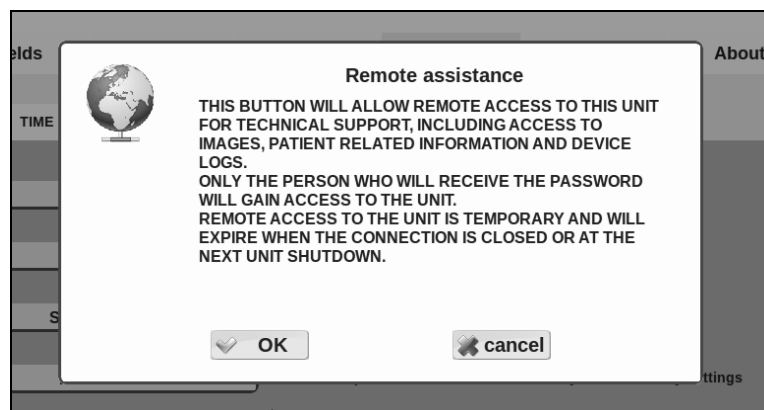 elds
About
TIME
Remote assistance
THIS BUTTON WILL ALLOW REMOTE ACCESS TO THIS UNIT
FOR TECHNICAL SUPPORT, INCLUDING ACCESS TO
IMAGES, PATIENT RELATED INFORMATION AND DEVICE
LOGS.
ONLY THE PERSON WHO WILL RECEIVE THE PASSWORD
WILL GAIN ACCESS TO THE UNIT.
REMOTE ACCESS TO THE UNIT IS TEMPORARY AND WILL
EXPIRE WHEN THE CONNECTION IS CLOSED OR AT THE
NEXT UNIT SHUTDOWN.
S
OK
cancel
ttings